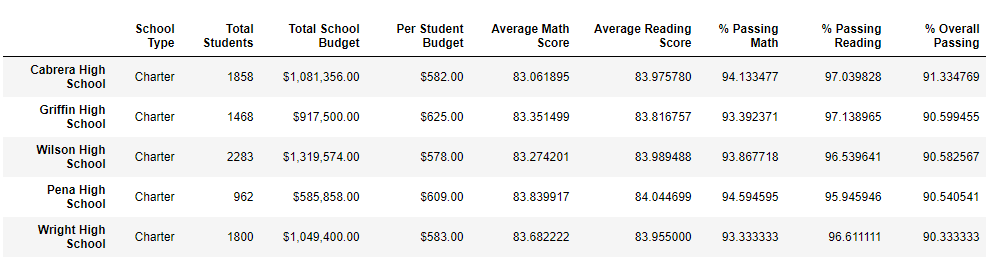 School Type Total Students Total School Budget Per Student Budget Average Math Score Average Reading Score % Passing Math % Passing Reading % Overall Passing
Cabrera High School Charter 1858 $1,081,356.00 $582.00 83.061895 83.975780 94.133477 97.039828 91.334769
Griffin High School Charter 1468 $917,500.00 $625.00 83.351499 83.816757 93.392371 97.138965 90.599455
Wilson High School Charter 2283 $1,319,574.00 $578.00 83.274201 83.989488 93.867718 96.539641 90.582567
Pena High School Charter 962 $585,858.00 $609.00 83.839917 84.044699 94.594595 95.945946 90.540541
Wright High School Charter 1800 $1,049,400.00 $583.00 83.682222 83.955000 93.333333 96.611111 90.333333